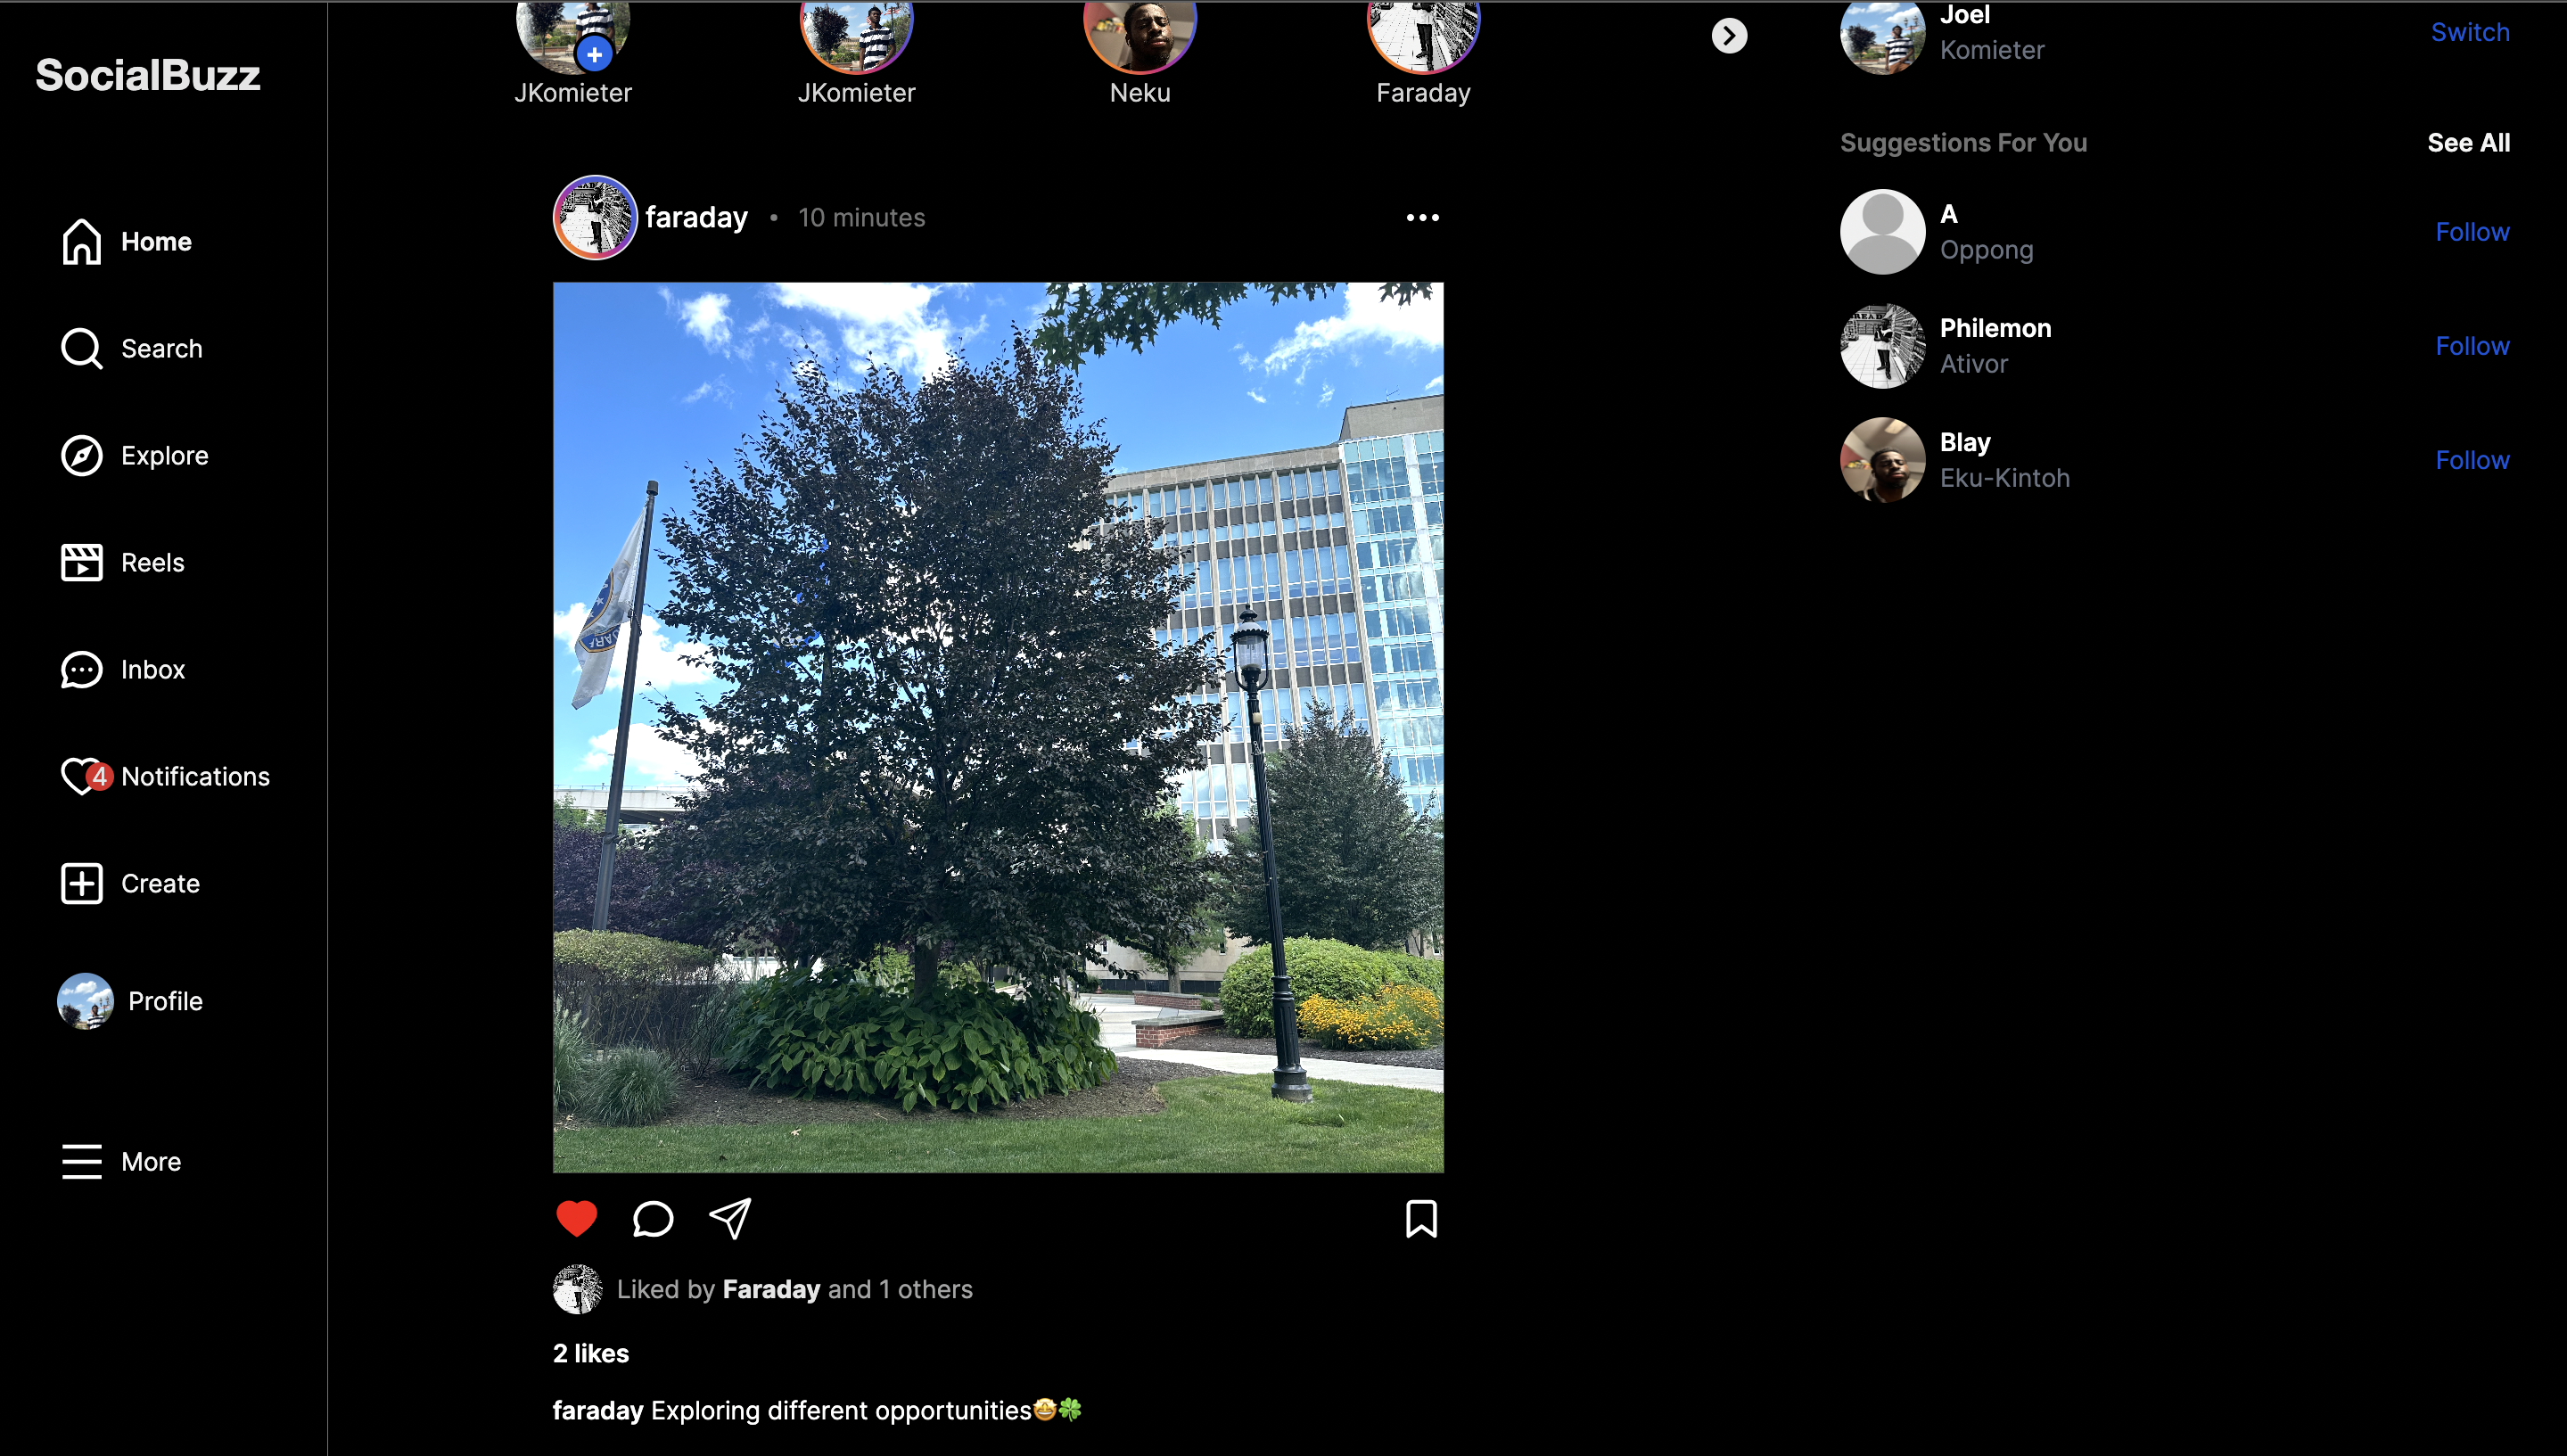 SocialBuzz
Home
Search
Explore
Reels
Inbox
4 Notifications
Create
Profile
More
JKomieter
JKomieter
Neku
Faraday
faraday • 10 minutes
Liked by Faraday and 1 others
2 likes
faraday Exploring different opportunities🤩🍀
Joel
Komieter
Switch
Suggestions For You
See All
A
Oppong
Follow
Philemon
Ativor
Follow
Blay
Eku-Kintoh
Follow